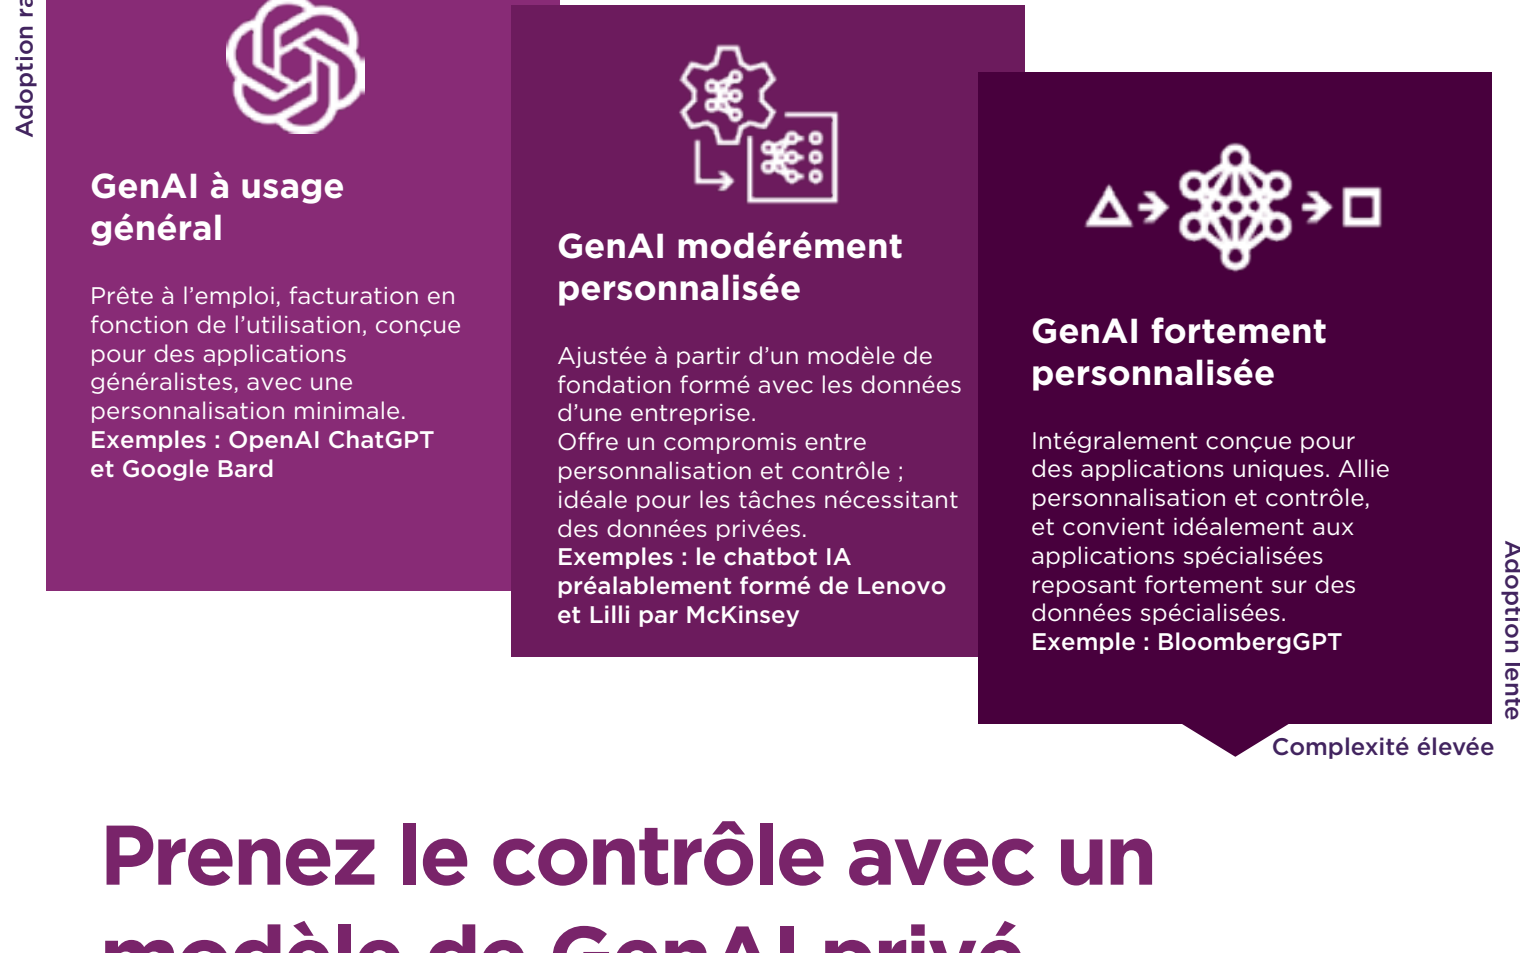 Adoption
GenAI à usage
général
Prête à l’emploi, facturation en
fonction de l’utilisation, conçue
pour des applications
généralistes, avec une
personnalisation minimale.
Exemples : OpenAI ChatGPT
et Google Bard
GenAI modérément
personnalisée
Ajustée à partir d’un modèle de
fondation formé avec les données
d’une entreprise.
Offre un compromis entre
personnalisation et contrôle ;
idéale pour les tâches nécessitant
des données privées.
Exemples : le chatbot IA
préalablement formé de Lenovo
et Lilli par McKinsey
GenAI fortement
personnalisée
Intégralement conçue pour
des applications uniques. Allie
personnalisation et contrôle,
et convient idéalement aux
applications spécialisées
reposant fortement sur des
données spécialisées.
Exemple : BloombergGPT
Adoption lente
Complexité élevée
Prenez le contrôle avec un
modèle de GenAI privé